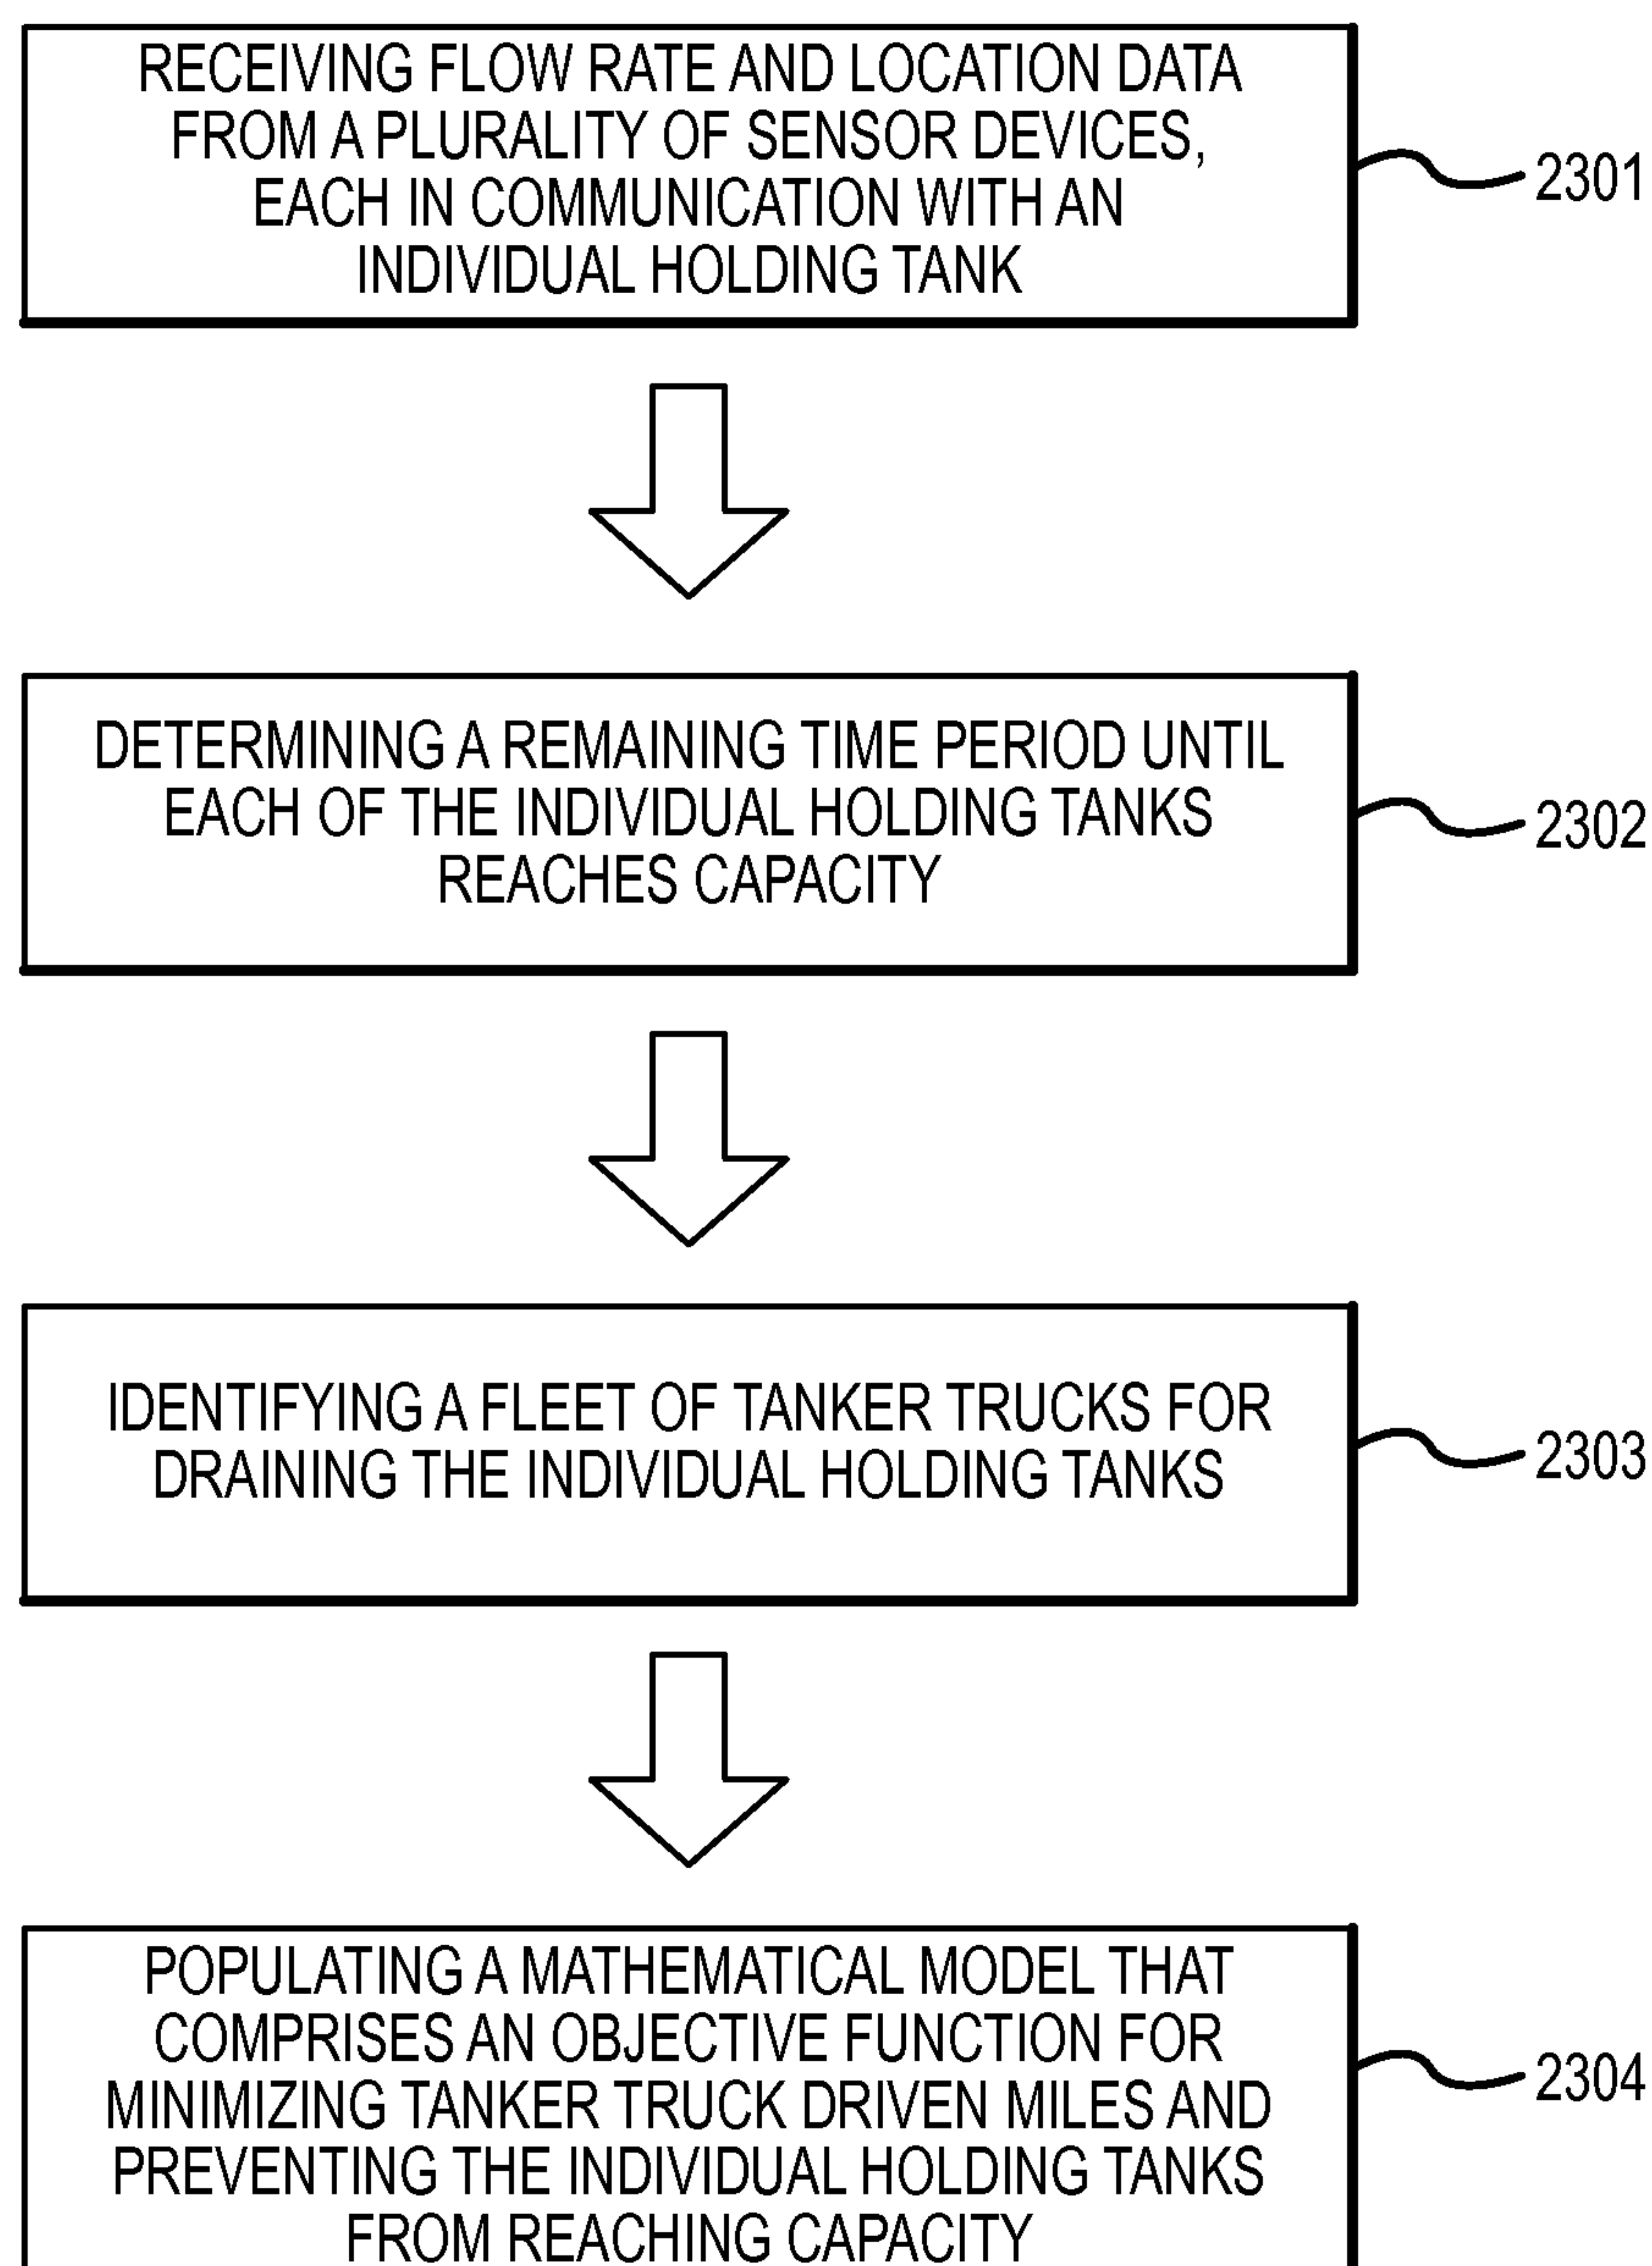 RECEIVING FLOW RATE AND LOCATION DATA
FROM A PLURALITY OF SENSOR DEVICES,
EACH IN COMMUNICATION WITH AN
INDIVIDUAL HOLDING TANK
2301
DETERMINING A REMAINING TIME PERIOD UNTIL
EACH OF THE INDIVIDUAL HOLDING TANKS
REACHES CAPACITY
2302
IDENTIFYING A FLEET OF TANKER TRUCKS FOR
DRAINING THE INDIVIDUAL HOLDING TANKS
2303
POPULATING A MATHEMATICAL MODEL THAT
COMPRISES AN OBJECTIVE FUNCTION FOR
MINIMIZING TANKER TRUCK DRIVEN MILES AND
PREVENTING THE INDIVIDUAL HOLDING TANKS
FROM REACHING CAPACITY
2304